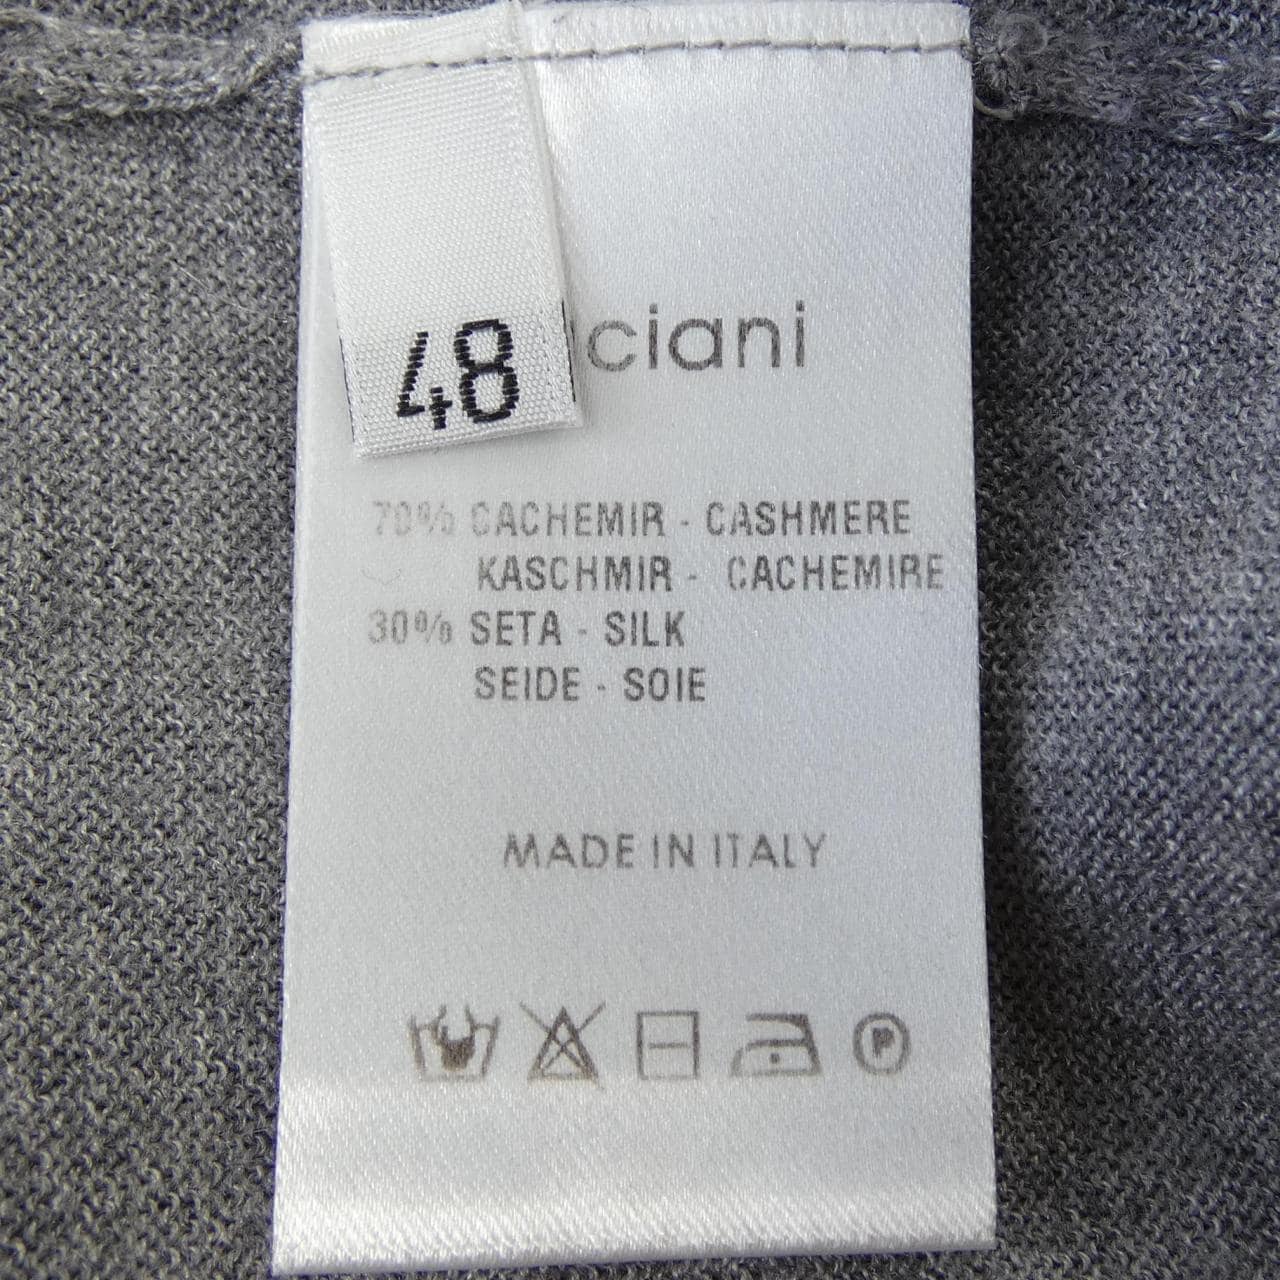 48
ciani
70% CACHEMIR - CASHMERE
KASCHMIR - CACHEMIRE
30% SETA - SILK
SEIDE - SOIE
MADE IN ITALY
P